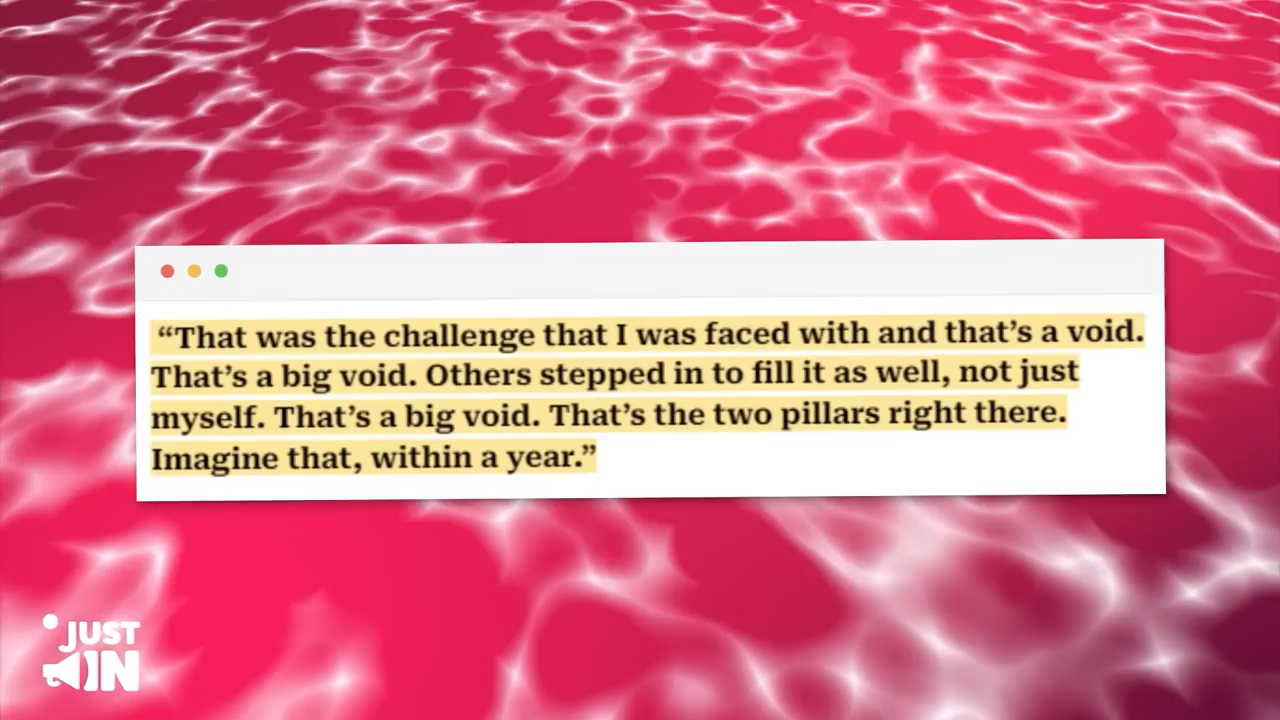 “That was the challenge that I was faced with and that’s a void.
That’s a big void. Others stepped in to fill it as well, not just
myself. That’s a big void. That’s the two pillars right there.
Imagine that, within a year.”
JUST
IN